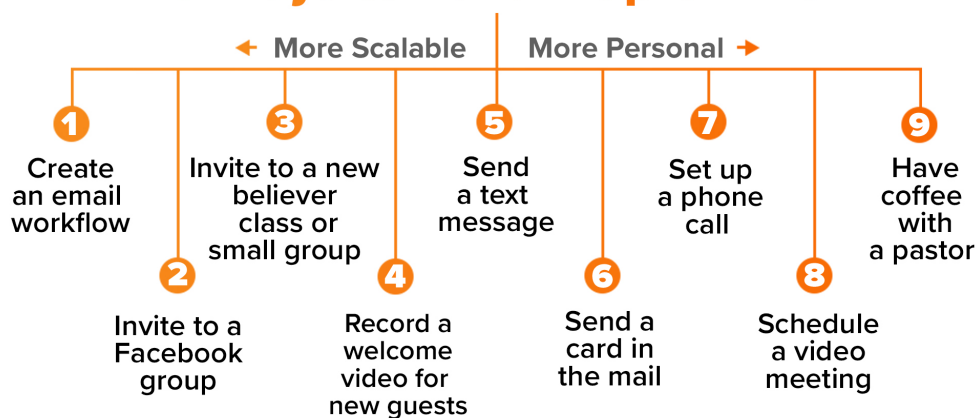 More Scalable
More Personal
1
Create
an email
workflow
2
Invite to a
Facebook
group
3
Invite to a new
believer
class or
small group
4
Record a
welcome
video for
new guests
5
Send
a text
message
6
Send a
card in
the mail
7
Set up
a phone
call
8
Schedule
a video
meeting
9
Have
coffee
with
a pastor